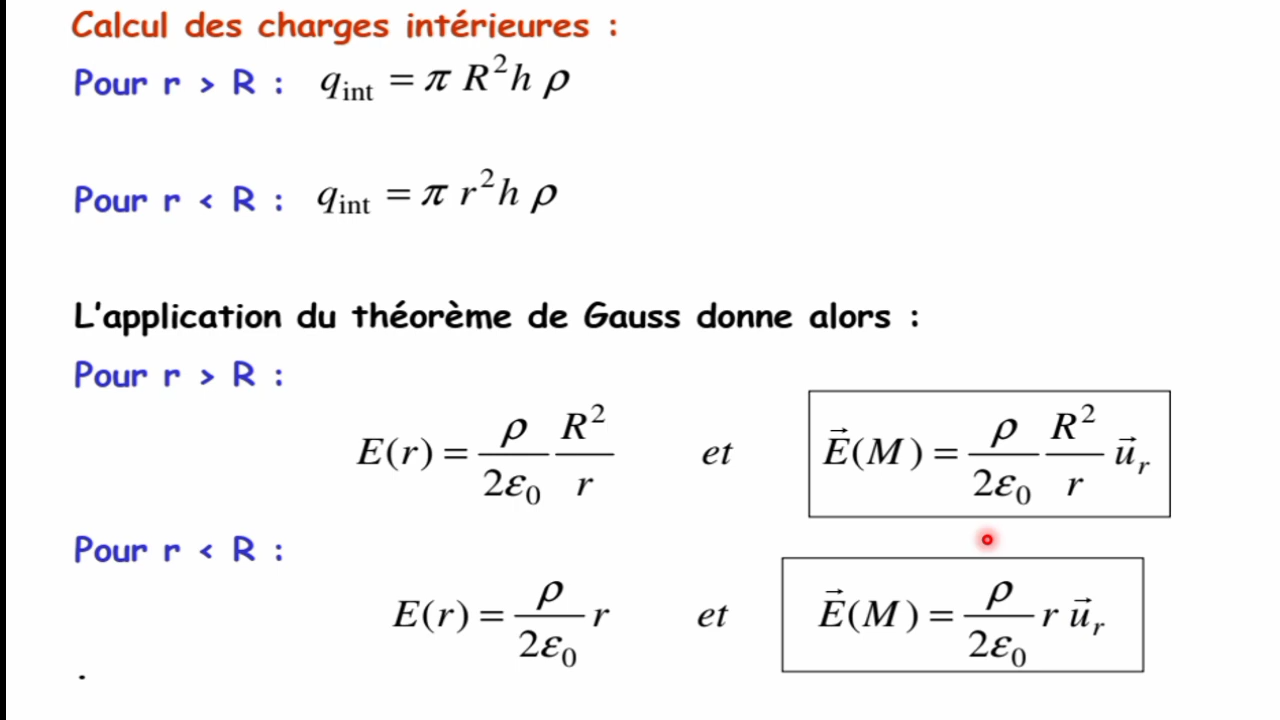 Calcul des charges intérieures :
Pour r > R : q_int = π R²h ρ
Pour r < R : q_int = π r²h ρ
L'application du théorème de Gauss donne alors :
Pour r > R :
E(r) = ρ/(2ε₀) R²/r et E⃗(M) = ρ/(2ε₀) R²/r u⃗_r
Pour r < R :
E(r) = ρ/(2ε₀) r et E⃗(M) = ρ/(2ε₀) r u⃗_r
.